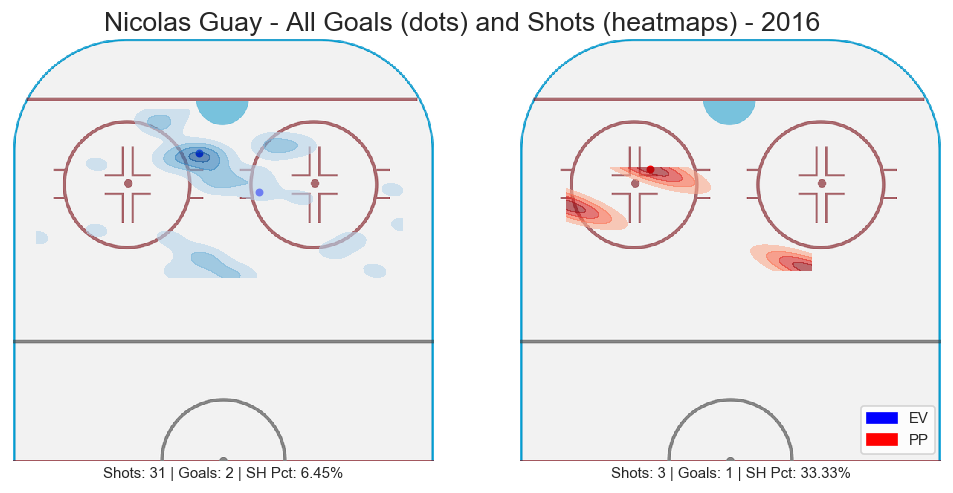 Nicolas Guay - All Goals (dots) and Shots (heatmaps) - 2016
EV
PP
Shots: 31 | Goals: 2 | SH Pct: 6.45%
Shots: 3 | Goals: 1 | SH Pct: 33.33%